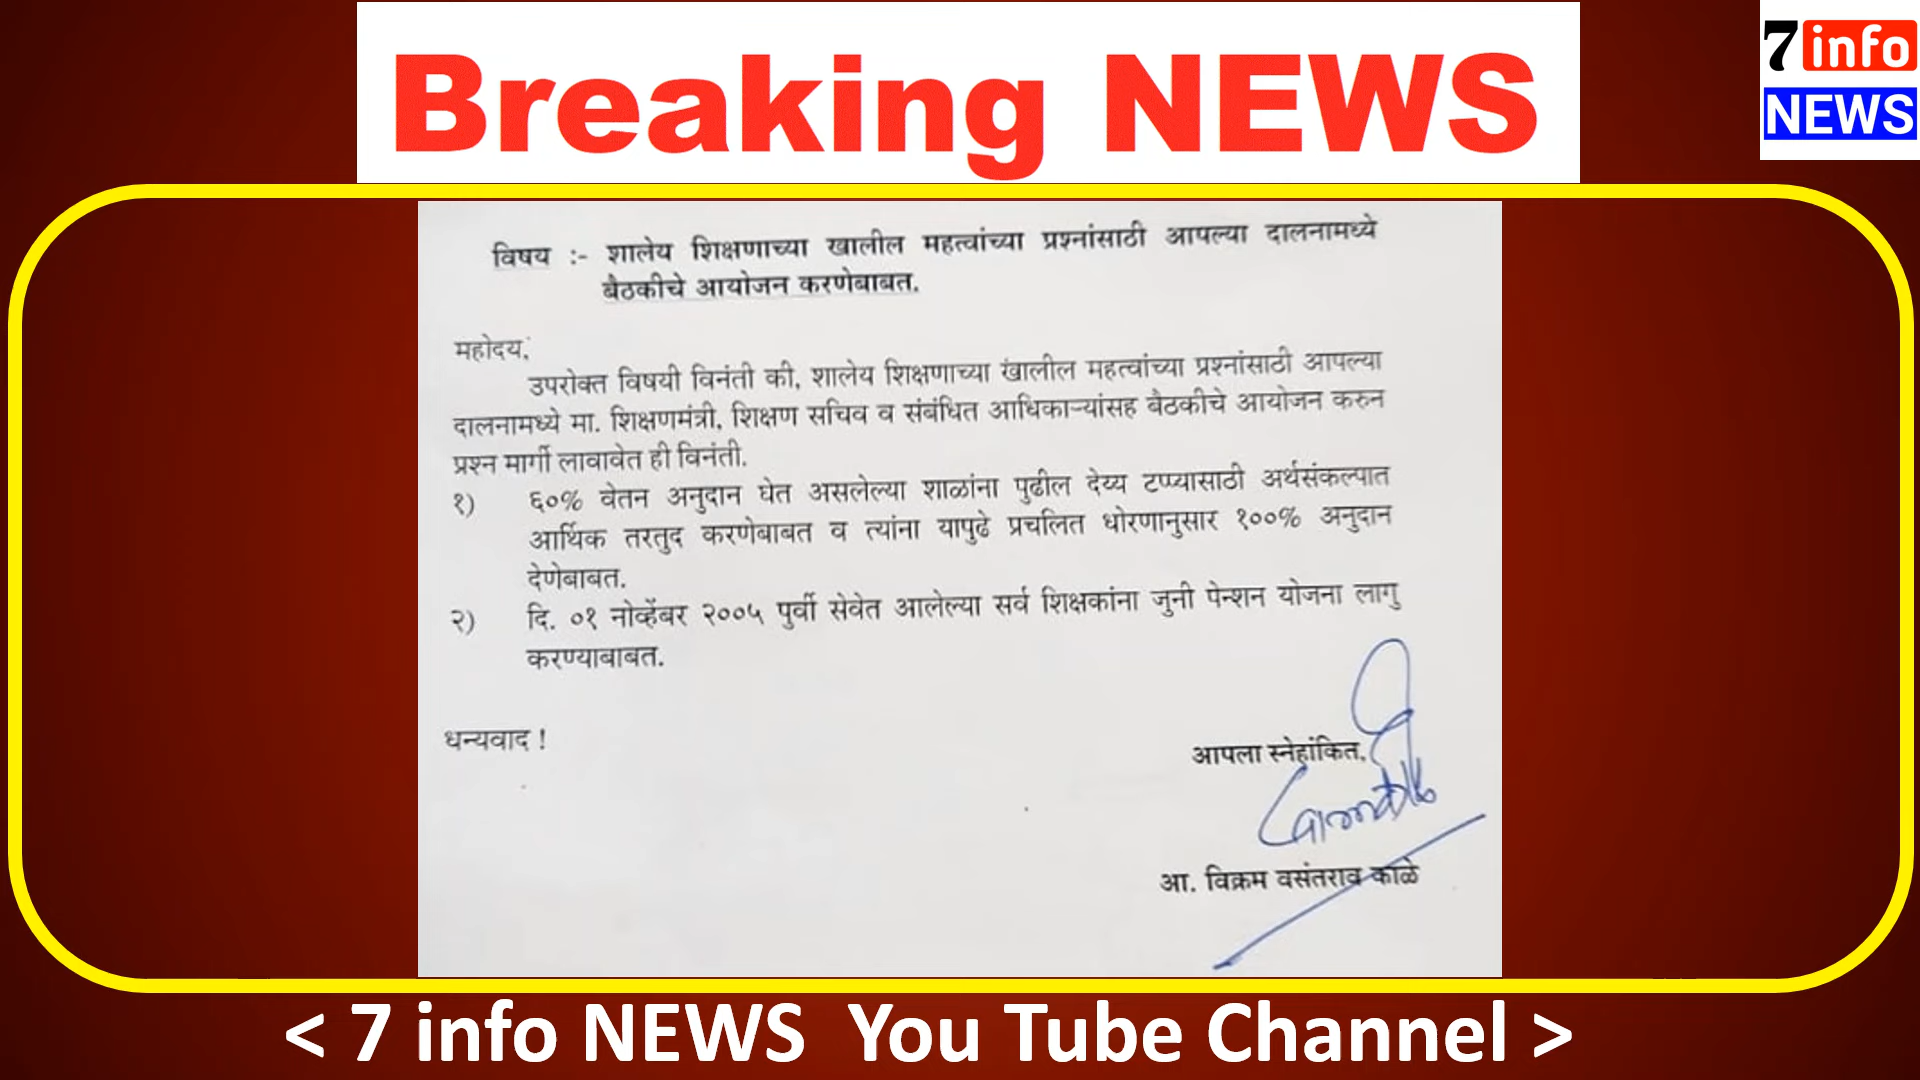 Breaking NEWS
7 info
NEWS
विषय :- शालेय शिक्षणाच्या खालील महत्वांच्या प्रश्नांसाठी आपल्या दालनामध्ये
बैठकीचे आयोजन करणेबाबत.
महोदय,
उपरोक्त विषयी विनंती की, शालेय शिक्षणाच्या खालील महत्वांच्या प्रश्नांसाठी आपल्या
दालनामध्ये मा. शिक्षणमंत्री, शिक्षण सचिव व संबंधित आधिकाऱ्यांसह बैठकीचे आयोजन करुन
प्रश्न मार्गी लावावेत ही विनंती.
१) ६०% वेतन अनुदान घेत असलेल्या शाळांना पुढील देय्य टप्प्यासाठी अर्थसंकल्पात
आर्थिक तरतुद करणेबाबत व त्यांना यापुढे प्रचलित धोरणानुसार १००% अनुदान
देणेबाबत.
२) दि. ०१ नोव्हेंबर २००५ पुर्वी सेवेत आलेल्या सर्व शिक्षकांना जुनी पेन्शन योजना लागु
करण्याबाबत.
धन्यवाद !
आपला स्नेहांकित,
आ. विक्रम वसंतराव काळे
< 7 info NEWS You Tube Channel >